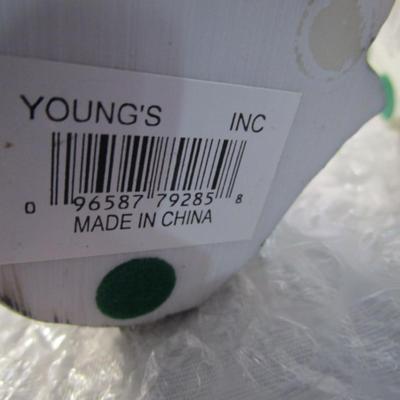 YOUNG'S INC
0 96587 79285 8
MADE IN CHINA